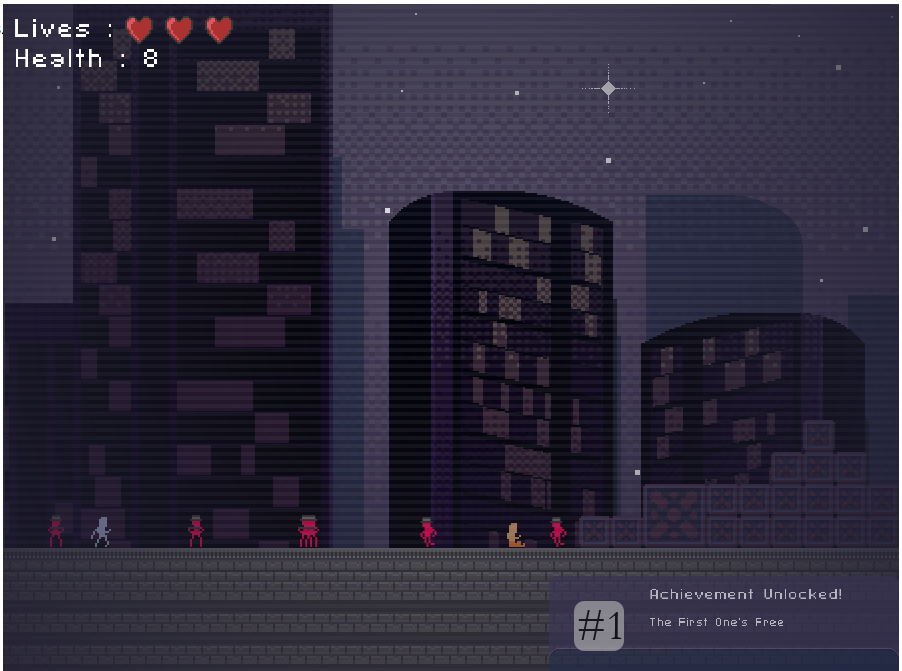 Lives :
Health : 8
Achievement Unlocked!
#1
The First One's Free